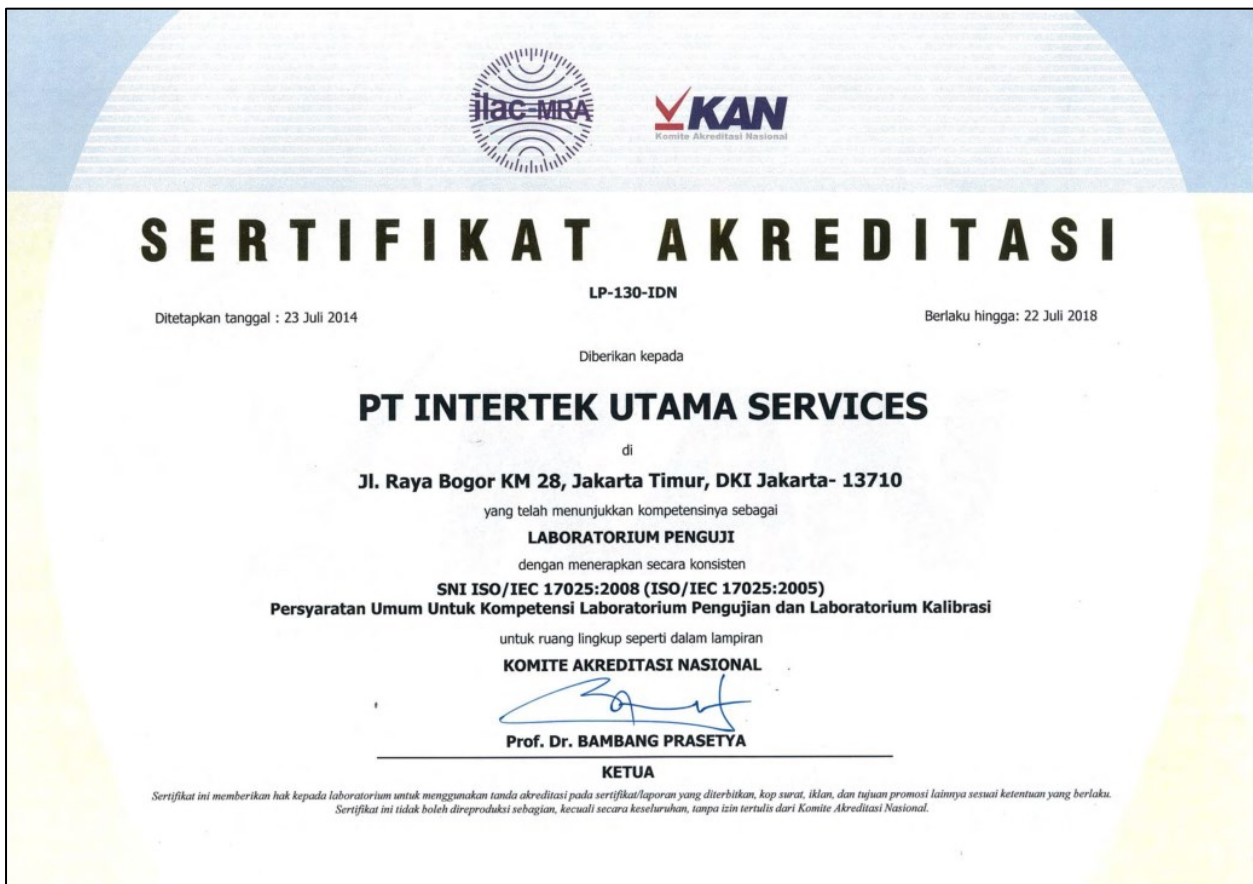 ilac-MRA
KAN
Komite Akreditasi Nasional
SERTIFIKAT AKREDITASI
LP-130-IDN
Ditetapkan tanggal : 23 Juli 2014
Berlaku hingga: 22 Juli 2018
Diberikan kepada
PT INTERTEK UTAMA SERVICES
di
Jl. Raya Bogor KM 28, Jakarta Timur, DKI Jakarta- 13710
yang telah menunjukkan kompetensinya sebagai
LABORATORIUM PENGUJI
dengan menerapkan secara konsisten
SNI ISO/IEC 17025:2008 (ISO/IEC 17025:2005)
Persyaratan Umum Untuk Kompetensi Laboratorium Pengujian dan Laboratorium Kalibrasi
untuk ruang lingkup seperti dalam lampiran
KOMITE AKREDITASI NASIONAL
Prof. Dr. BAMBANG PRASETYA
KETUA
Sertifikat ini memberikan hak kepada laboratorium untuk menggunakan tanda akreditasi pada sertifikat/laporan yang diterbitkan, kop surat, iklan, dan tujuan promosi lainnya sesuai ketentuan yang berlaku.
Sertifikat ini tidak boleh direproduksi sebagian, kecuali secara keseluruhan, tanpa izin tertulis dari Komite Akreditasi Nasional.